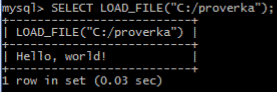 mysql> SELECT LOAD_FILE("C:/proverka");
+------------------------+
| LOAD_FILE("C:/proverka") |
+------------------------+
| Hello, world! |
+------------------------+
1 row in set (0.03 sec)